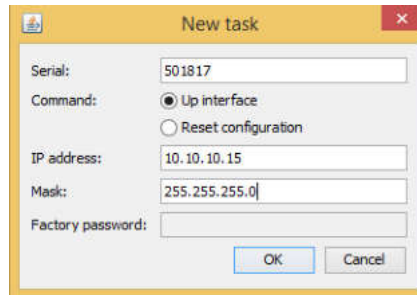 New task
Serial: 501817
Command: Up interface
Reset configuration
IP address: 10.10.10.15
Mask: 255.255.255.0
Factory password:
OK Cancel